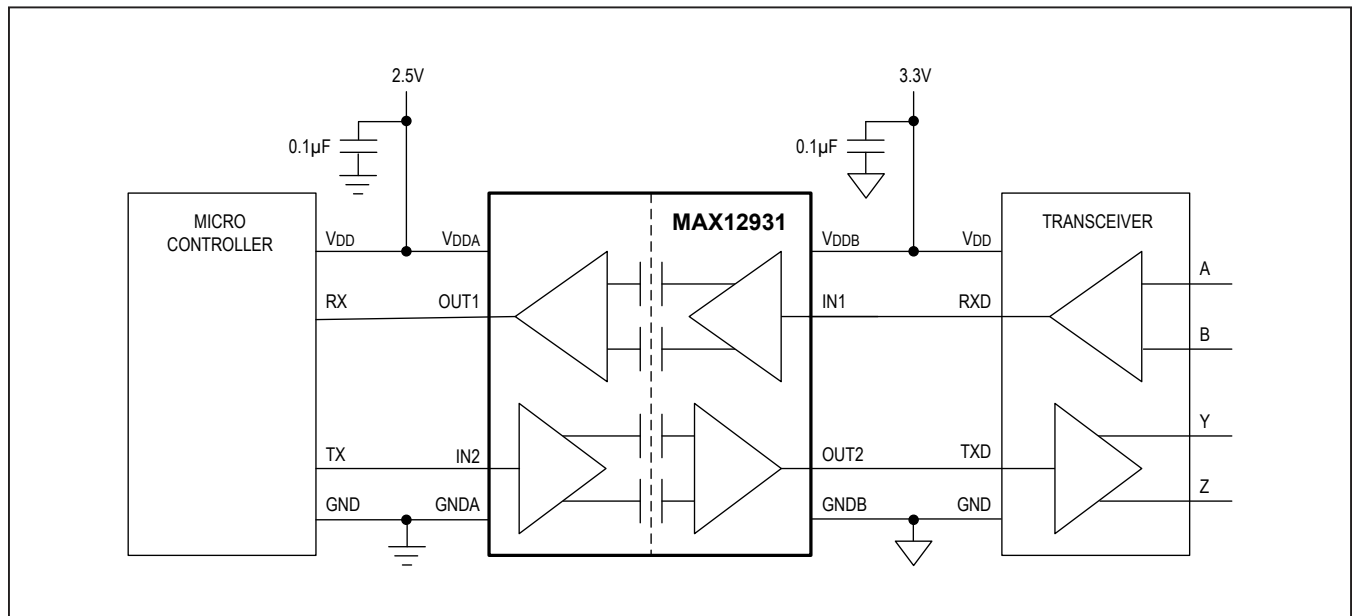 2.5V
3.3V
0.1µF
0.1µF
MICRO
CONTROLLER
MAX12931
TRANSCEIVER
VDD
VDDA
VDDB
VDD
A
RX
OUT1
IN1
RXD
B
Y
TX
IN2
OUT2
TXD
Z
GND
GNDA
GNDB
GND